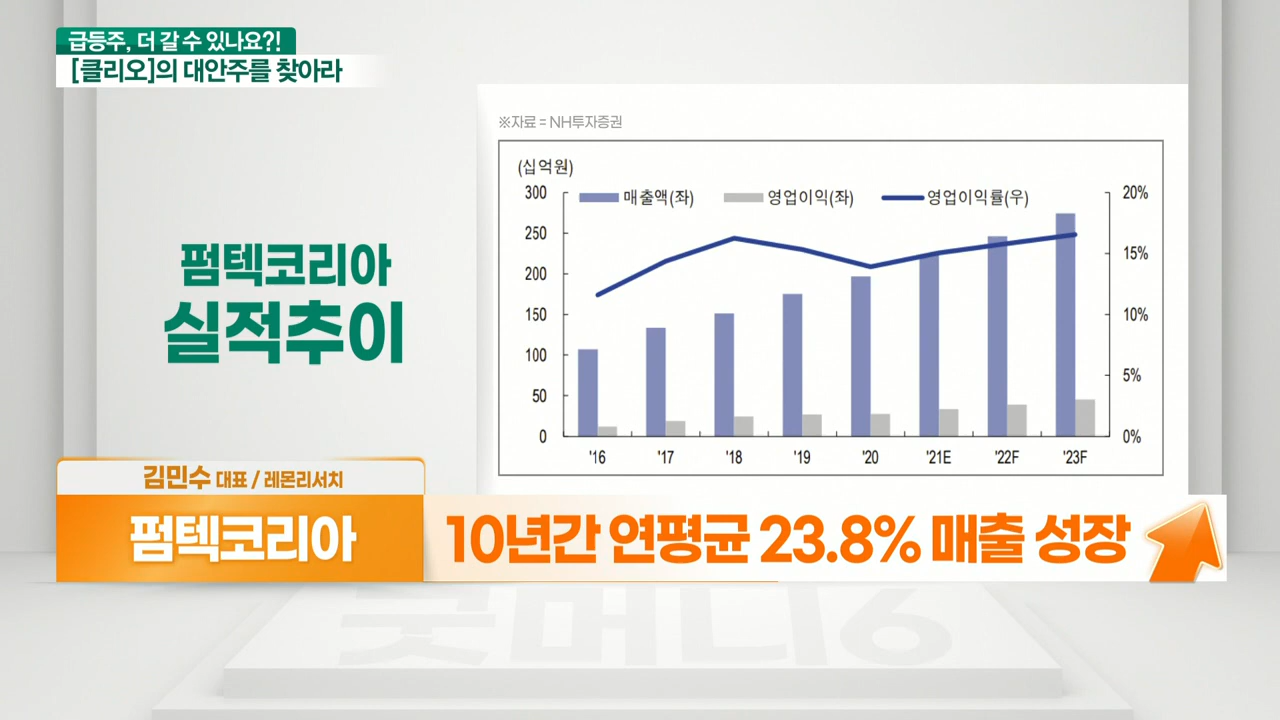 급등주, 더 갈 수 있나요?!
[클리오]의 대안주를 찾아라
※자료 = NH투자증권
(십억원)
매출액(좌) 영업이익(좌) 영업이익률(우)
300 20%
250
200 15%
150 10%
100
50 5%
0 0%
'16 '17 '18 '19 '20 '21E '22F '23F
펌텍코리아
실적추이
김민수 대표 / 레몬리서치
펌텍코리아
10년간 연평균 23.8% 매출 성장
굿머니6